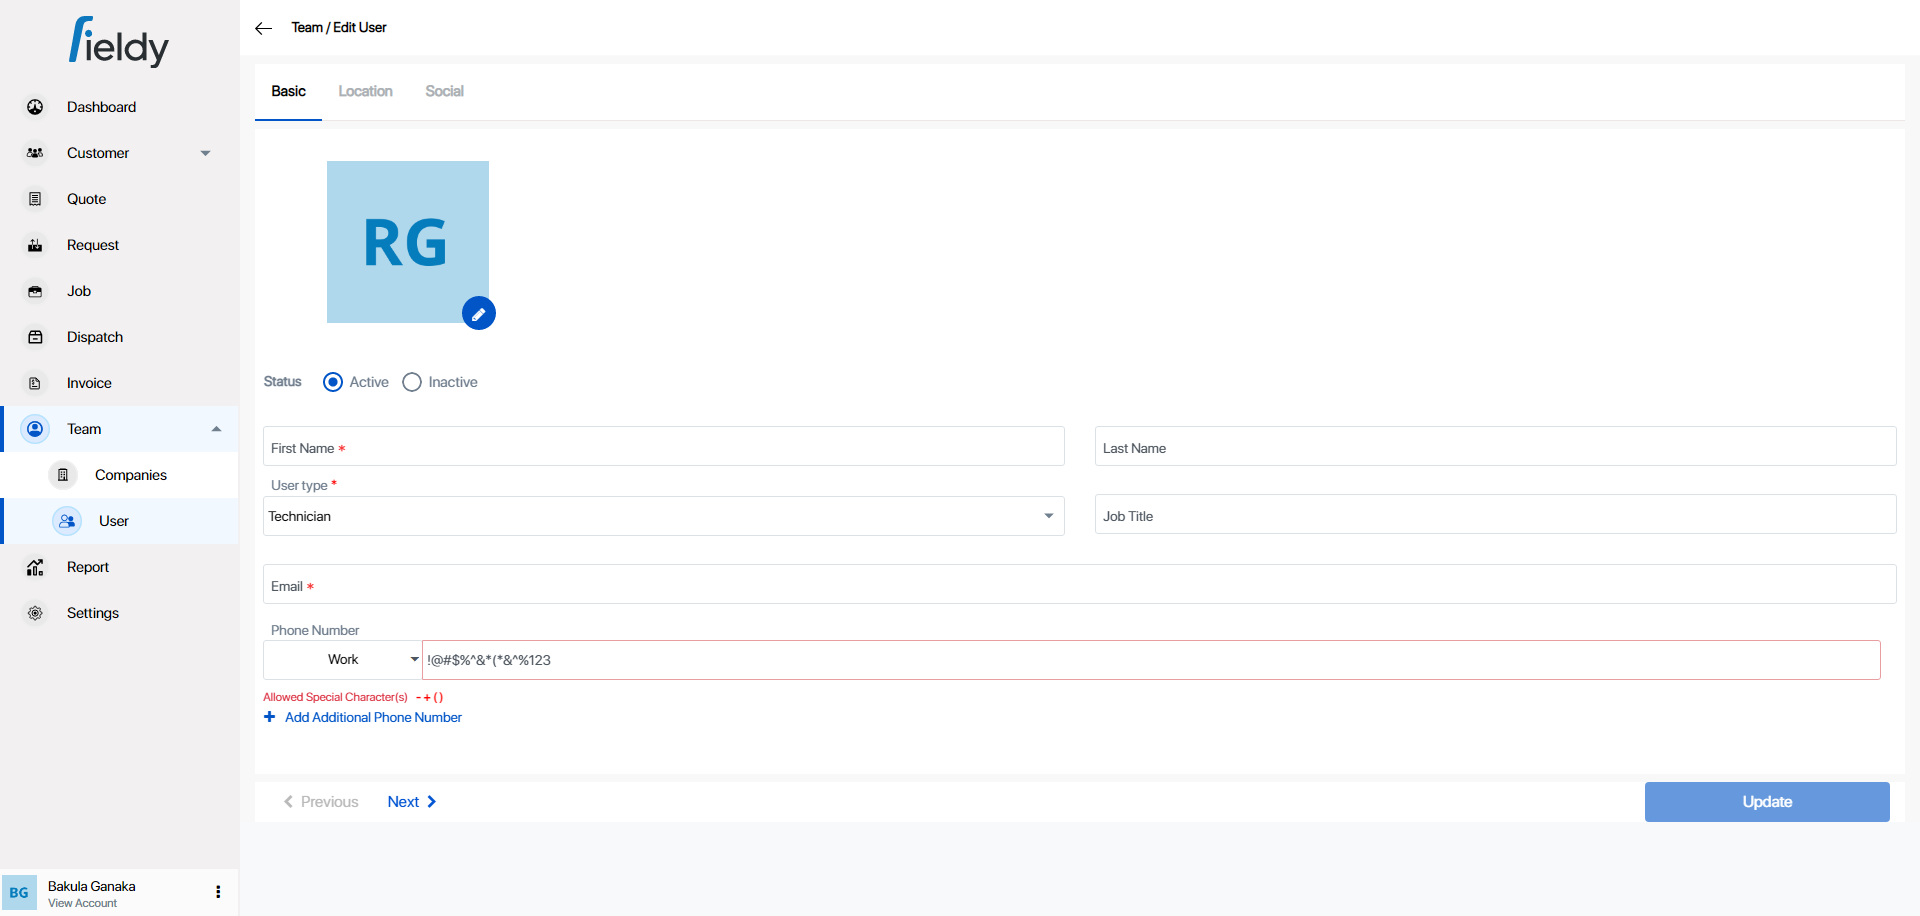 fieldy
Dashboard
Customer
Quote
Request
Job
Dispatch
Invoice
Team
Companies
User
Report
Settings
BG
Bakula Ganaka
View Account
Team / Edit User
Basic
Location
Social
RG
Status
Active
Inactive
First Name *
Last Name
User type *
Technician
Job Title
Email *
Phone Number
Work
!@#$%^&*(*&^%123
Allowed Special Character(s) - + ( )
+ Add Additional Phone Number
Previous
Next
Update